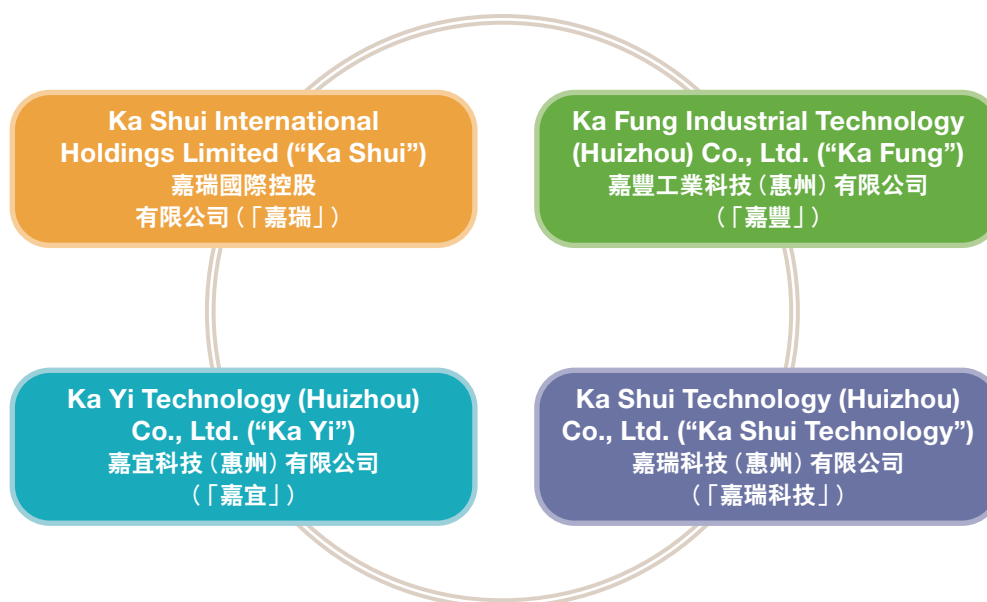 Ka Shui International
Holdings Limited (“Ka Shui”)
嘉瑞國際控股
有限公司（「嘉瑞」）
Ka Fung Industrial Technology
(Huizhou) Co., Ltd. (“Ka Fung”)
嘉豐工業科技（惠州）有限公司
（「嘉豐」）
Ka Yi Technology (Huizhou)
Co., Ltd. (“Ka Yi”)
嘉宜科技（惠州）有限公司
（「嘉宜」）
Ka Shui Technology (Huizhou)
Co., Ltd. (“Ka Shui Technology”)
嘉瑞科技（惠州）有限公司
（「嘉瑞科技」）